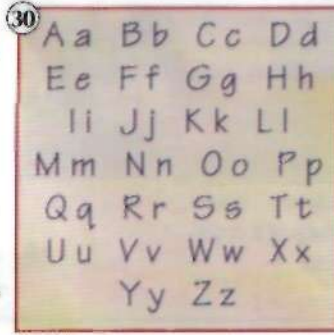 30
Aa Bb Cc Dd
Ee Ff Gg Hh
Ii Jj Kk Ll
Mm Nn Oo Pp
Qq Rr Ss Tt
Uu Vv Ww Xx
Yy Zz